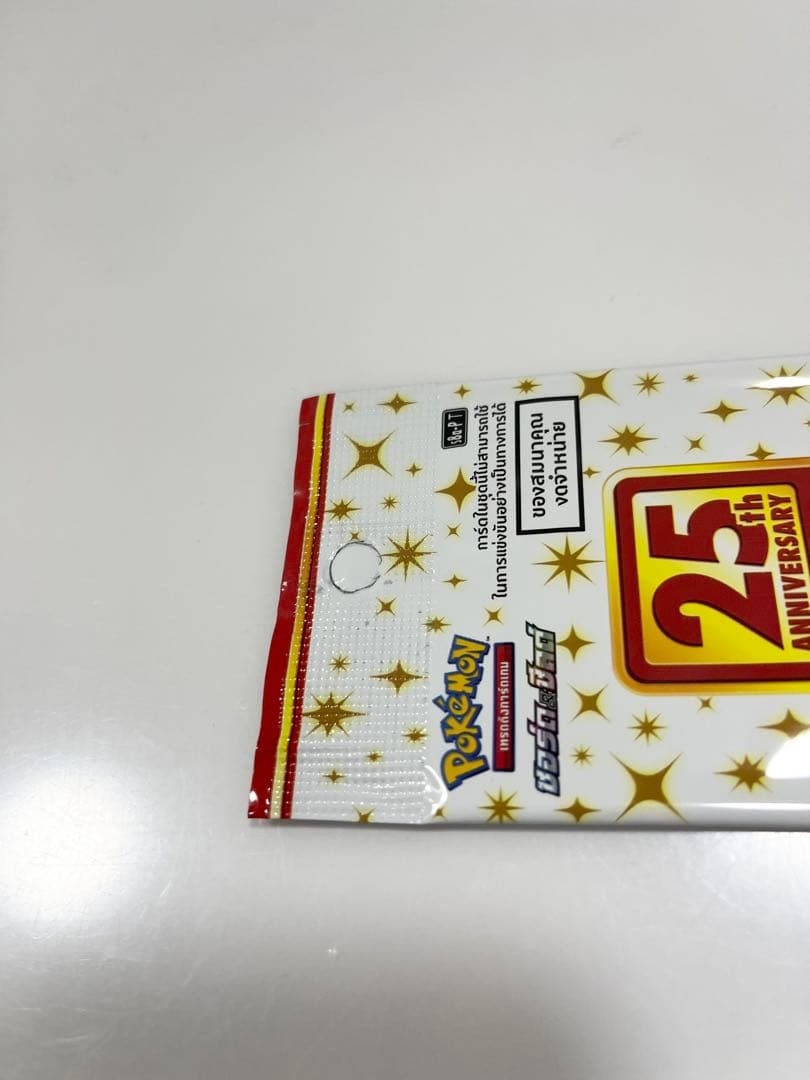 s8a-P T
การ์ดในชุดนี้ไม่สามารถใช้
ในการแข่งขันอย่างเป็นทางการได้
ของสมนาคุณ
งดจำหน่าย
POKéMON™
เทรดดิ้งการ์ดเกม
ซอร์ด&ชีลด์
25th
ANNIVERSARY